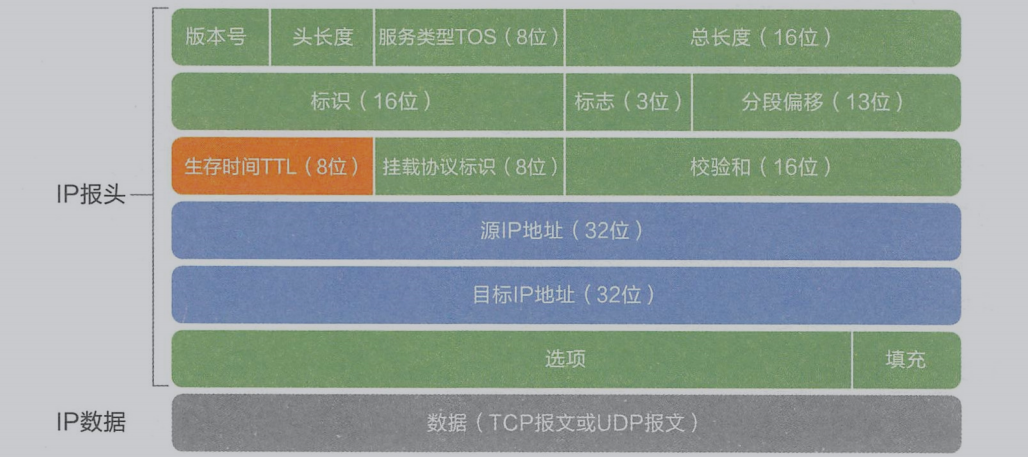 版本号 头长度 服务类型TOS（8位） 总长度（16位）
标识（16位） 标志（3位） 分段偏移（13位）
生存时间TTL（8位） 挂载协议标识（8位） 校验和（16位）
IP报头
源IP地址（32位）
目标IP地址（32位）
选项 填充
IP数据 数据（TCP报文或UDP报文）